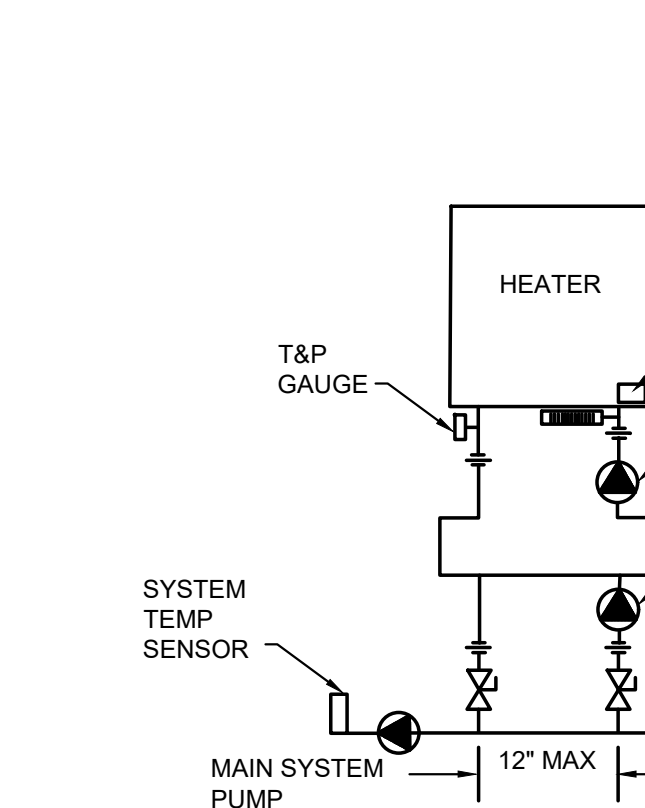 HEATER
T&P
GAUGE
SYSTEM
TEMP
SENSOR
MAIN SYSTEM
PUMP
12" MAX